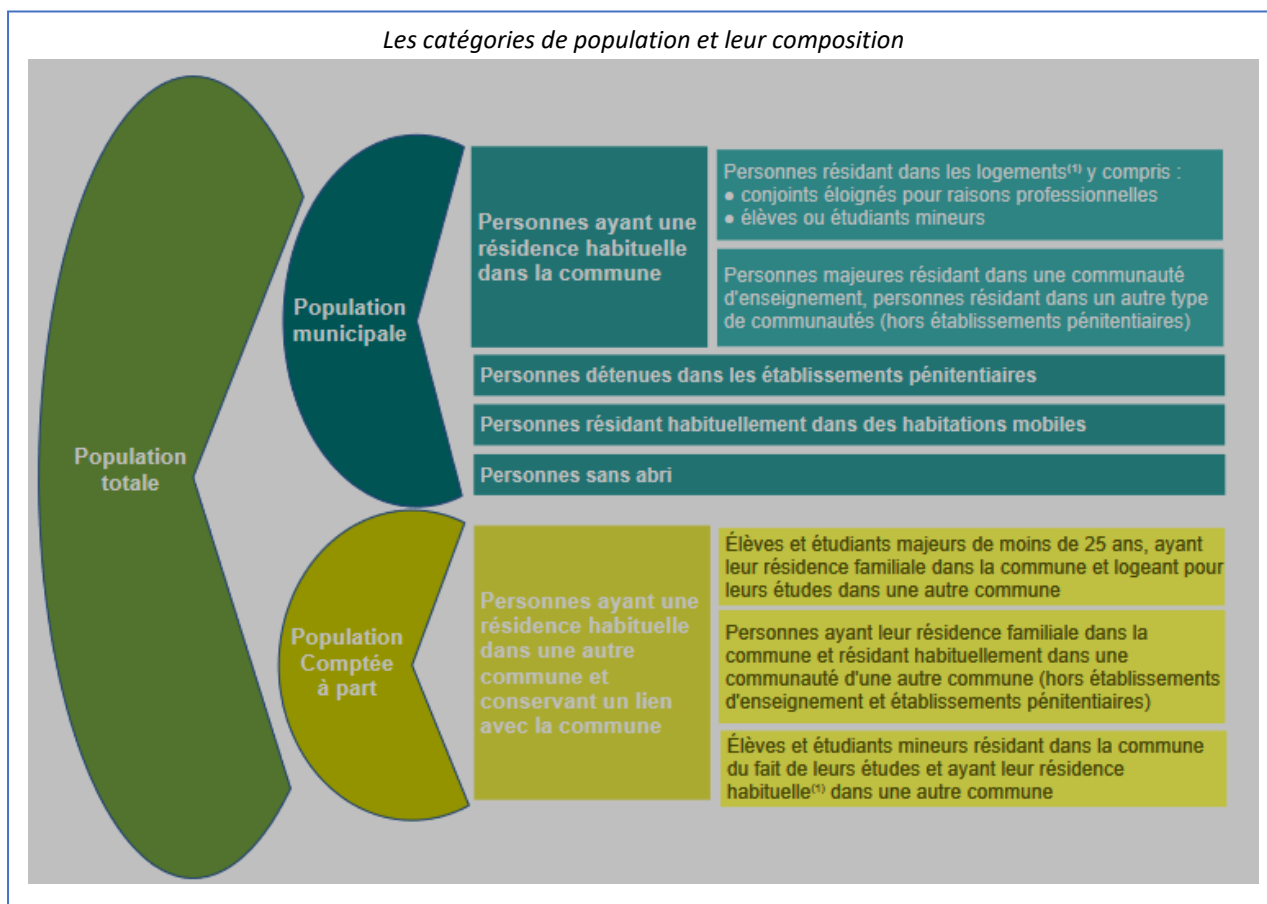 Les catégories de population et leur composition
Population
totale
Population
municipale
Personnes ayant une
résidence habituelle
dans la commune
Personnes résidant dans les logements⁽¹⁾ y compris :
● conjoints éloignés pour raisons professionnelles
● élèves ou étudiants mineurs
Personnes majeures résidant dans une communauté
d'enseignement, personnes résidant dans un autre type
de communautés (hors établissements pénitentiaires)
Personnes détenues dans les établissements pénitentiaires
Personnes résidant habituellement dans des habitations mobiles
Personnes sans abri
Population
Comptée
à part
Personnes ayant une
résidence habituelle
dans une autre
commune et
conservant un lien
avec la commune
Élèves et étudiants majeurs de moins de 25 ans, ayant
leur résidence familiale dans la commune et logeant pour
leurs études dans une autre commune
Personnes ayant leur résidence familiale dans la
commune et résidant habituellement dans une
communauté d'une autre commune (hors établissements
d'enseignement et établissements pénitentiaires)
Élèves et étudiants mineurs résidant dans la commune
du fait de leurs études et ayant leur résidence
habituelle⁽¹⁾ dans une autre commune